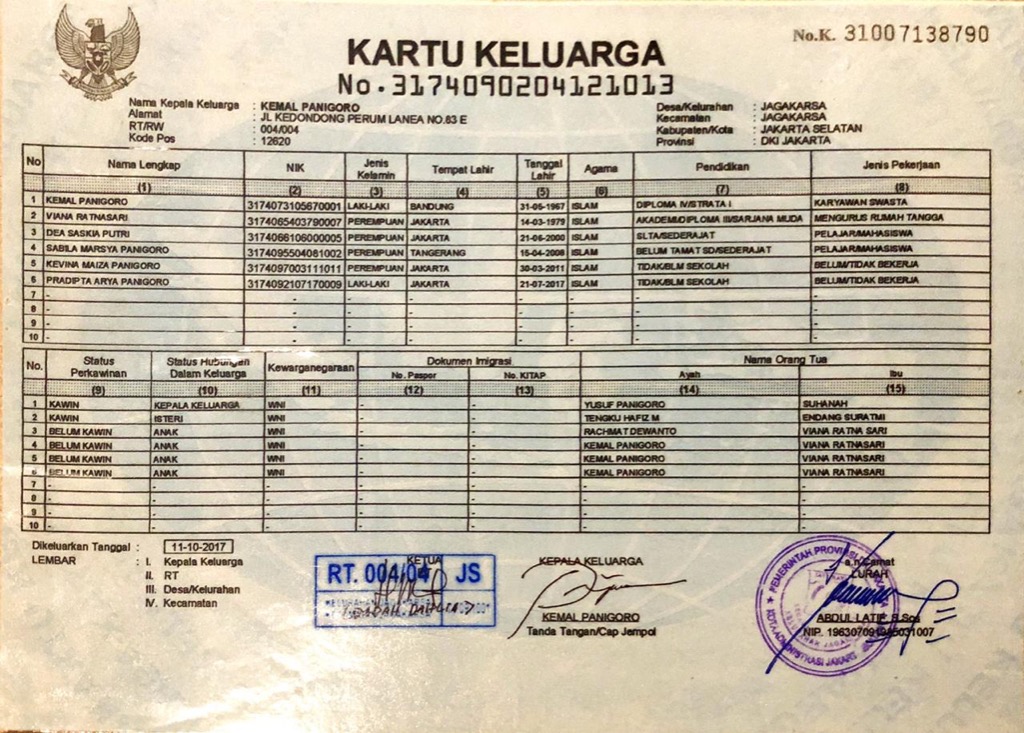 No.K. 31007138790
KARTU KELUARGA
No.3174090204121013
Nama Kepala Keluarga : KEMAL PANIGORO
Alamat : JL KEDONDONG PERUM LANEA NO.63 E
RT/RW : 004/004
Kode Pos : 12620
Desa/Kelurahan : JAGAKARSA
Kecamatan : JAGAKARSA
Kabupaten/Kota : JAKARTA SELATAN
Provinsi : DKI JAKARTA
No Nama Lengkap NIK Jenis Kelamin Tempat Lahir Tanggal Lahir Agama Pendidikan Jenis Pekerjaan
(1) (2) (3) (4) (5) (6) (7) (8)
1 KEMAL PANIGORO 3174073105670001 LAKI-LAKI BANDUNG 31-05-1967 ISLAM DIPLOMA IV/STRATA I KARYAWAN SWASTA
2 VIANA RATNASARI 3174065403790007 PEREMPUAN JAKARTA 14-03-1979 ISLAM AKADEMI/DIPLOMA III/SARJANA MUDA MENGURUS RUMAH TANGGA
3 DEA SASKIA PUTRI 3174066106000005 PEREMPUAN JAKARTA 21-06-2000 ISLAM SLTA/SEDERAJAT PELAJAR/MAHASISWA
4 SABILA MARSYA PANIGORO 3174095504081002 PEREMPUAN TANGERANG 15-04-2008 ISLAM BELUM TAMAT SD/SEDERAJAT PELAJAR/MAHASISWA
5 KEVINA MAIZA PANIGORO 3174097003111011 PEREMPUAN JAKARTA 30-03-2011 ISLAM TIDAK/BLM SEKOLAH BELUM/TIDAK BEKERJA
6 PRADIPTA ARYA PANIGORO 3174092107170009 LAKI-LAKI JAKARTA 21-07-2017 ISLAM TIDAK/BLM SEKOLAH BELUM/TIDAK BEKERJA
7 - - - - - - - -
8 - - - - - - - -
9 - - - - - - - -
10 - - - - - - - -
No. Status Perkawinan Status Hubungan Dalam Keluarga Kewarganegaraan Dokumen Imigrasi Nama Orang Tua
No. Paspor No. KITAP Ayah Ibu
(9) (10) (11) (12) (13) (14) (15)
1 KAWIN KEPALA KELUARGA WNI - - YUSUF PANIGORO SUHANAH
2 KAWIN ISTERI WNI - - TENGKU HAFIZ M ENDANG SURATMI
3 BELUM KAWIN ANAK WNI - - RACHMAT DEWANTO VIANA RATNA SARI
4 BELUM KAWIN ANAK WNI - - KEMAL PANIGORO VIANA RATNASARI
5 BELUM KAWIN ANAK WNI - - KEMAL PANIGORO VIANA RATNASARI
6 BELUM KAWIN ANAK WNI - - KEMAL PANIGORO VIANA RATNASARI
7 - - - - - - -
8 - - - - - - -
9 - - - - - - -
10 - - - - - - -
Dikeluarkan Tanggal : 11-10-2017
LEMBAR : I. Kepala Keluarga
II. RT
III. Desa/Kelurahan
IV. Kecamatan
KETUA
RT. 004/04 JS
KEPALA KELUARGA
KEMAL PANIGORO
Tanda Tangan/Cap Jempol
a.n Camat
LURAH
ABDUL LATIF S.Sos
PEMERINTAH PROVINSI
KOTA ADMINISTRASI JAKARTA